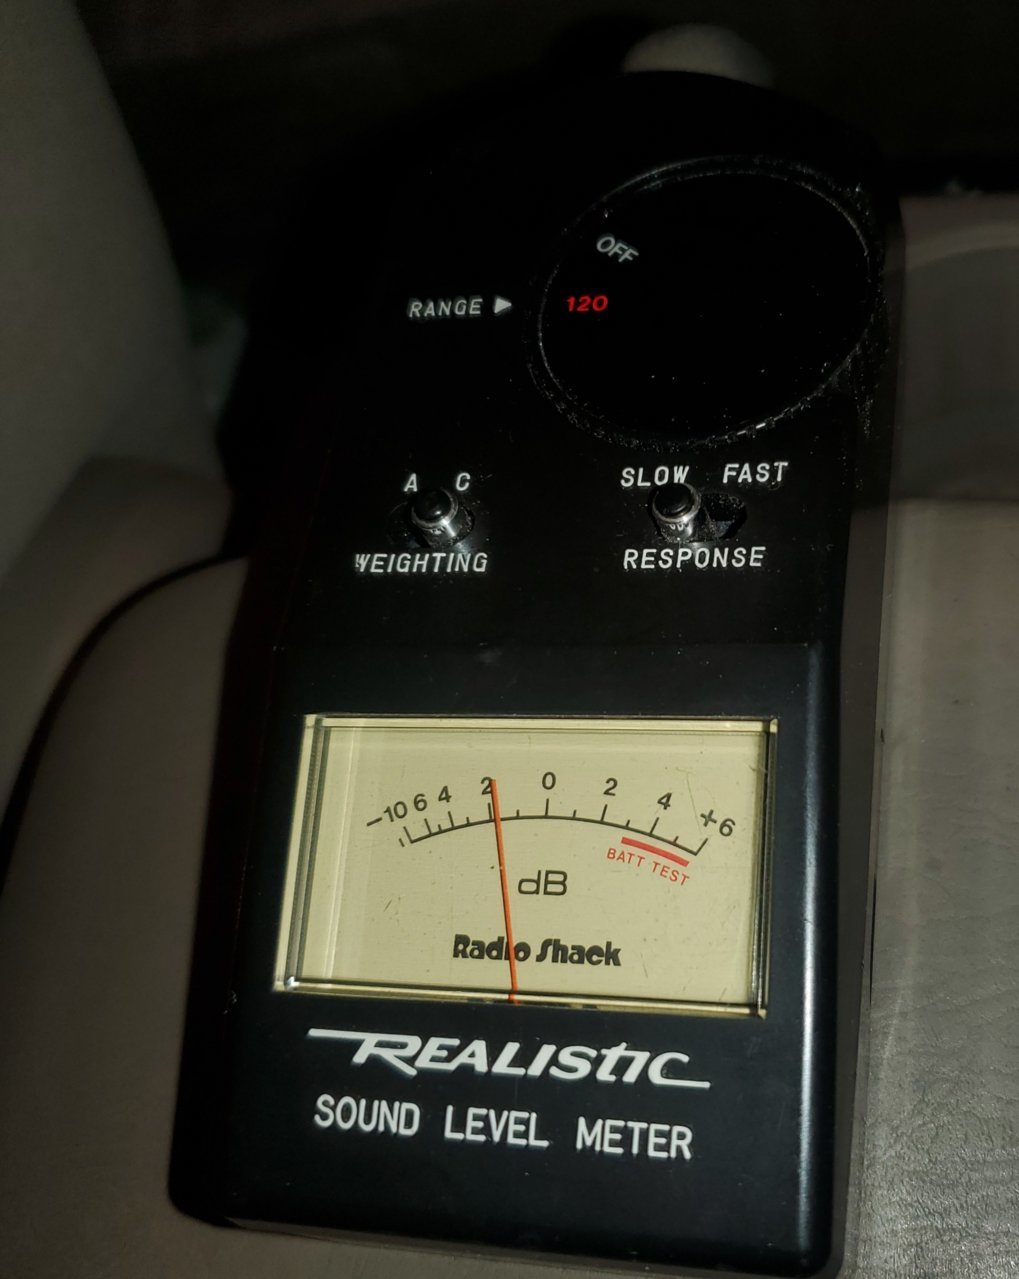 OFF
RANGE ▶ 120
A C
SLOW FAST
WEIGHTING
RESPONSE
-10 6 4 2 0 2 4 +6
BATT TEST
dB
Radio Shack
REALISTIC
SOUND LEVEL METER